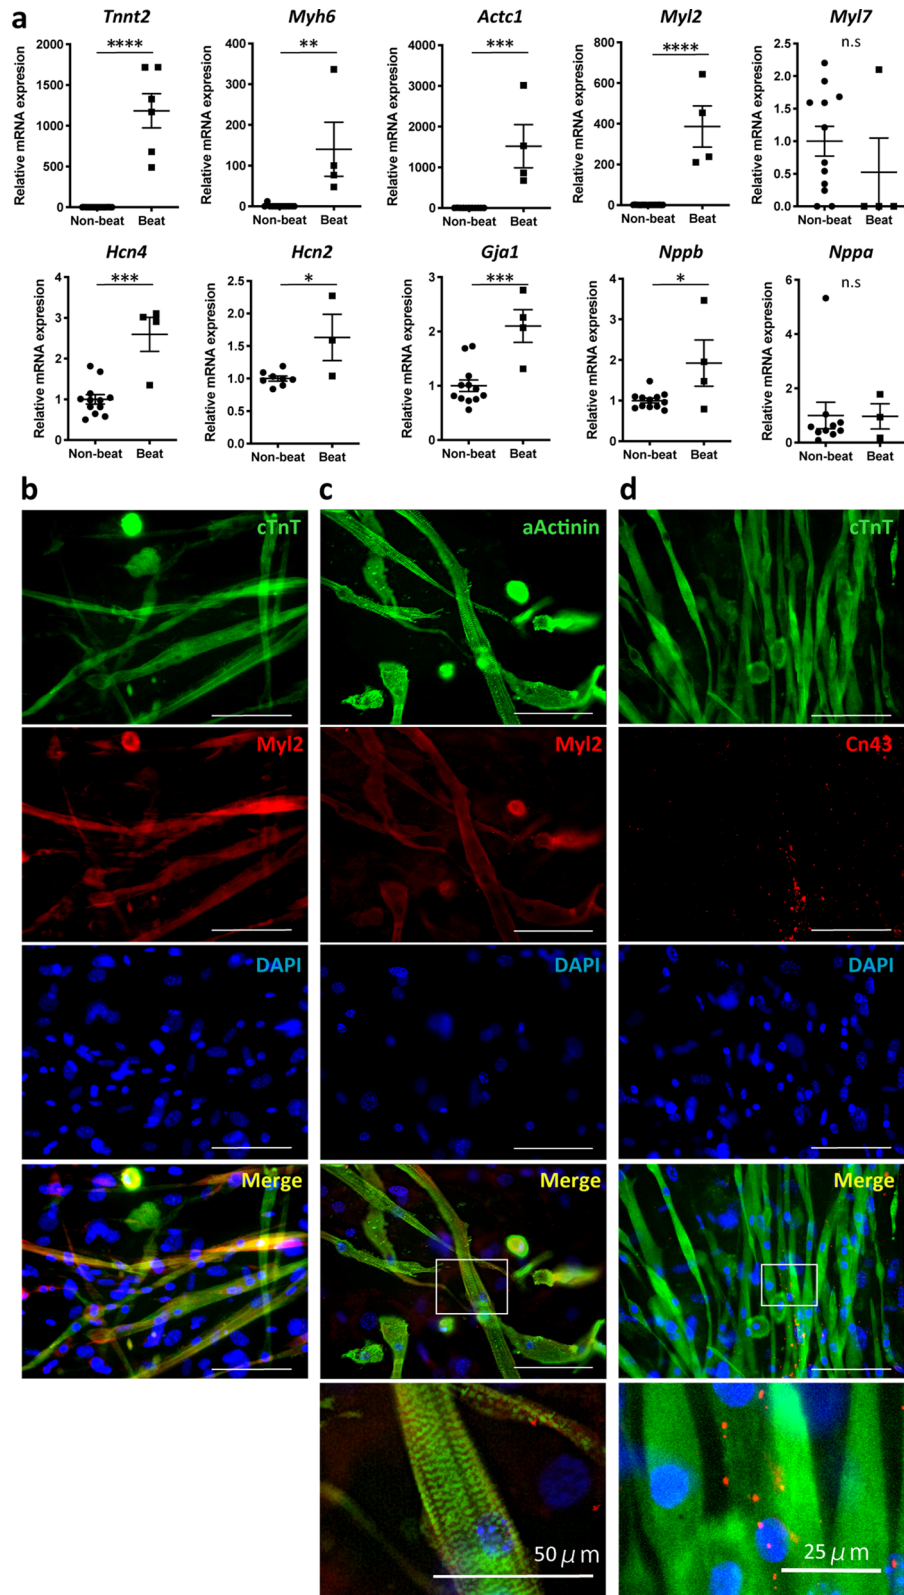 a
Tnnt2 Myh6 Actc1 Myl2 Myl7
**** ** *** **** n.s
Relative mRNA expression
2000
1500
1000
500
0
Non-beat Beat
Relative mRNA expression
400
300
200
100
0
Non-beat Beat
Relative mRNA expression
4000
3000
2000
1000
0
Non-beat Beat
Relative mRNA expression
800
600
400
200
0
Non-beat Beat
Relative mRNA expression
2.5
2.0
1.5
1.0
0.5
0.0
Non-beat Beat
Hcn4 Hcn2 Gja1 Nppb Nppa
*** * *** * n.s
Relative mRNA expresion
4
3
2
1
0
Non-beat Beat
Relative mRNA expresion
2.5
2.0
1.5
1.0
0.5
0.0
Non-beat Beat
Relative mRNA expresion
3
2
1
0
Non-beat Beat
Relative mRNA expresion
4
3
2
1
0
Non-beat Beat
Relative mRNA expresion
6
4
2
0
Non-beat Beat
b c d
cTnT aActinin cTnT
Myl2 Myl2 Cn43
DAPI DAPI DAPI
Merge Merge Merge
50 μm 25 μm